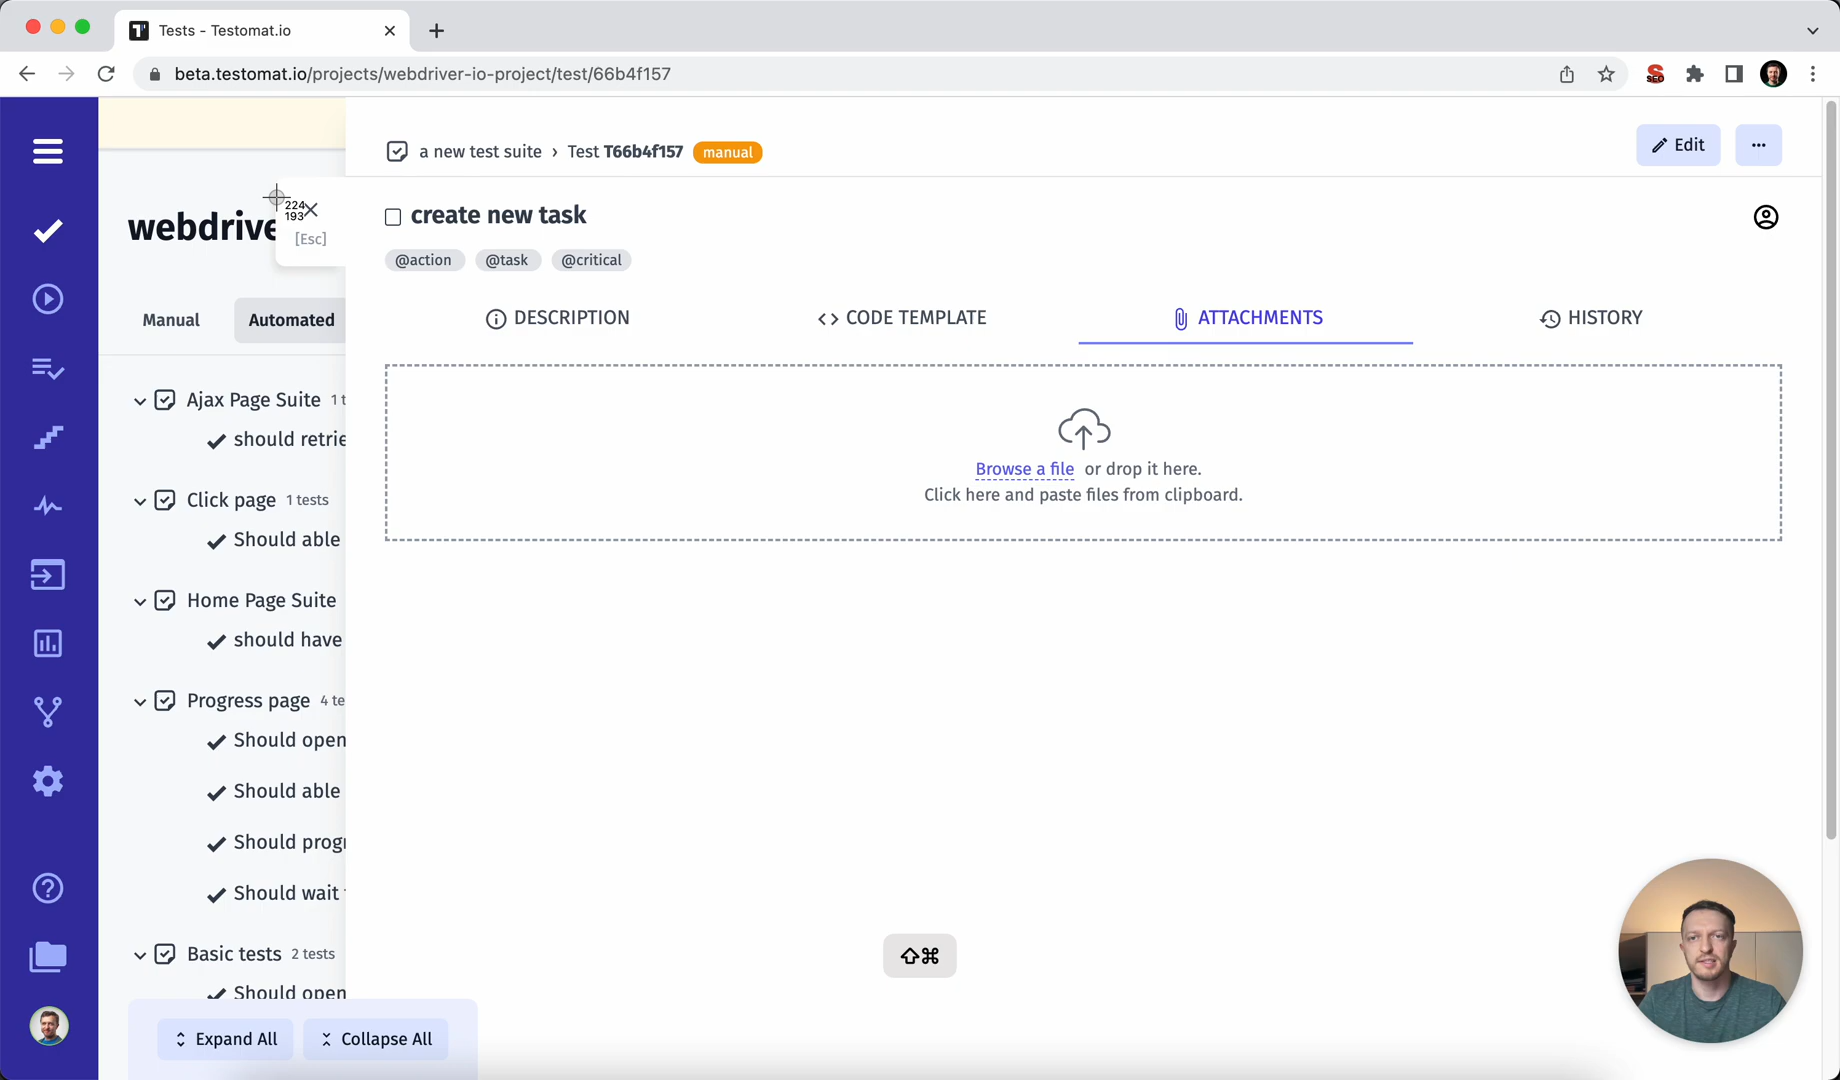 Tests - Testomat.io
beta.testomat.io/projects/webdriver-io-project/test/66b4f157
SEO
a new test suite › Test T66b4f157 manual
Edit
224
193
[Esc]
webdrive
create new task
@action @task @critical
Manual Automated
DESCRIPTION
CODE TEMPLATE
ATTACHMENTS
HISTORY
Browse a file or drop it here.
Click here and paste files from clipboard.
Ajax Page Suite 1 t
should retrie
Click page 1 tests
Should able
Home Page Suite
should have
Progress page 4 te
Should open
Should able
Should progr
Should wait
Basic tests 2 tests
Should open
Expand All
Collapse All
⇧⌘